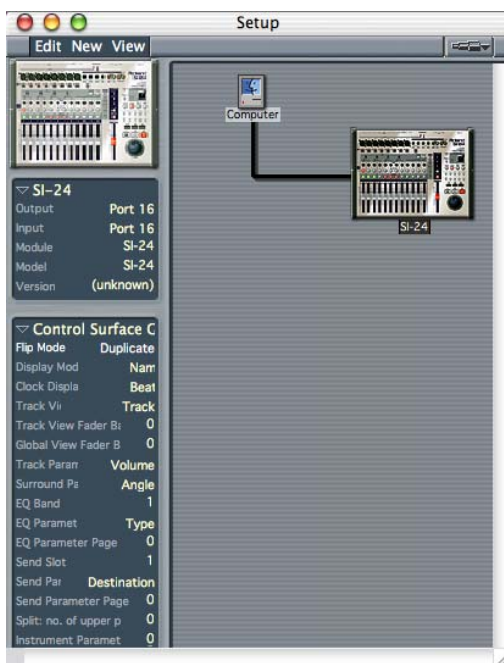 Setup
Edit New View
Computer
SI-24
SI-24
Output Port 16
Input Port 16
Module SI-24
Model SI-24
Version (unknown)
Control Surface C
Flip Mode Duplicate
Display Mod Nam
Clock Displa Beat
Track Vi Track
Track View Fader Ba 0
Global View Fader B 0
Track Param Volume
Surround Pa Angle
EQ Band 1
EQ Paramet Type
EQ Parameter Page 0
Send Slot 1
Send Par Destination
Send Parameter Page 0
Split: no. of upper p 0
Instrument Paramet 0